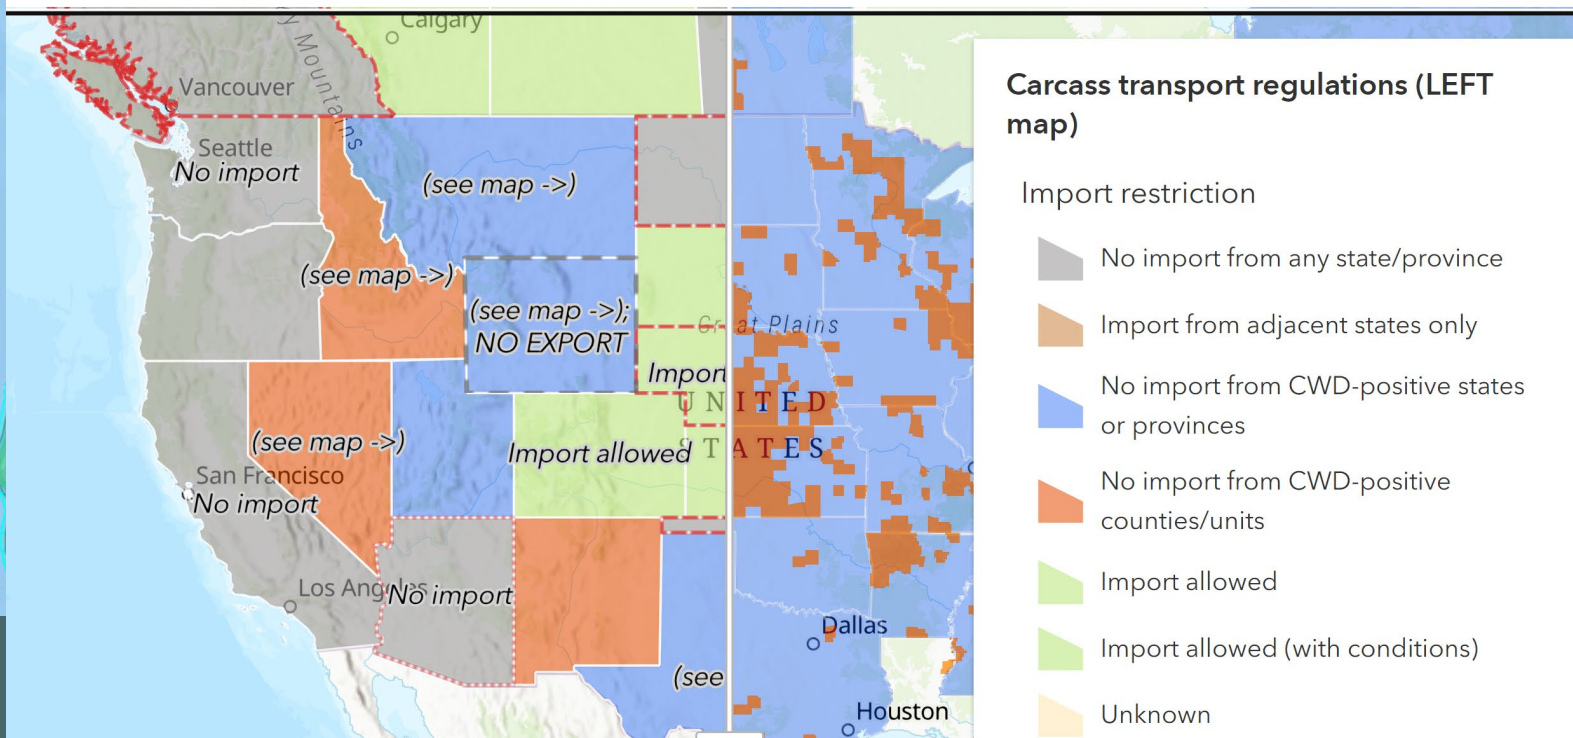 Calgary
y Mountains
Vancouver
Seattle
No import
(see map ->)
(see map ->)
(see map ->);
NO EXPORT
Great Plains
Import
UNITED
(see map ->)
Import allowed
STATES
San Francisco
No import
Los Angeles
No import
Dallas
(see
Houston
Carcass transport regulations (LEFT
map)
Import restriction
No import from any state/province
Import from adjacent states only
No import from CWD-positive states
or provinces
No import from CWD-positive
counties/units
Import allowed
Import allowed (with conditions)
Unknown